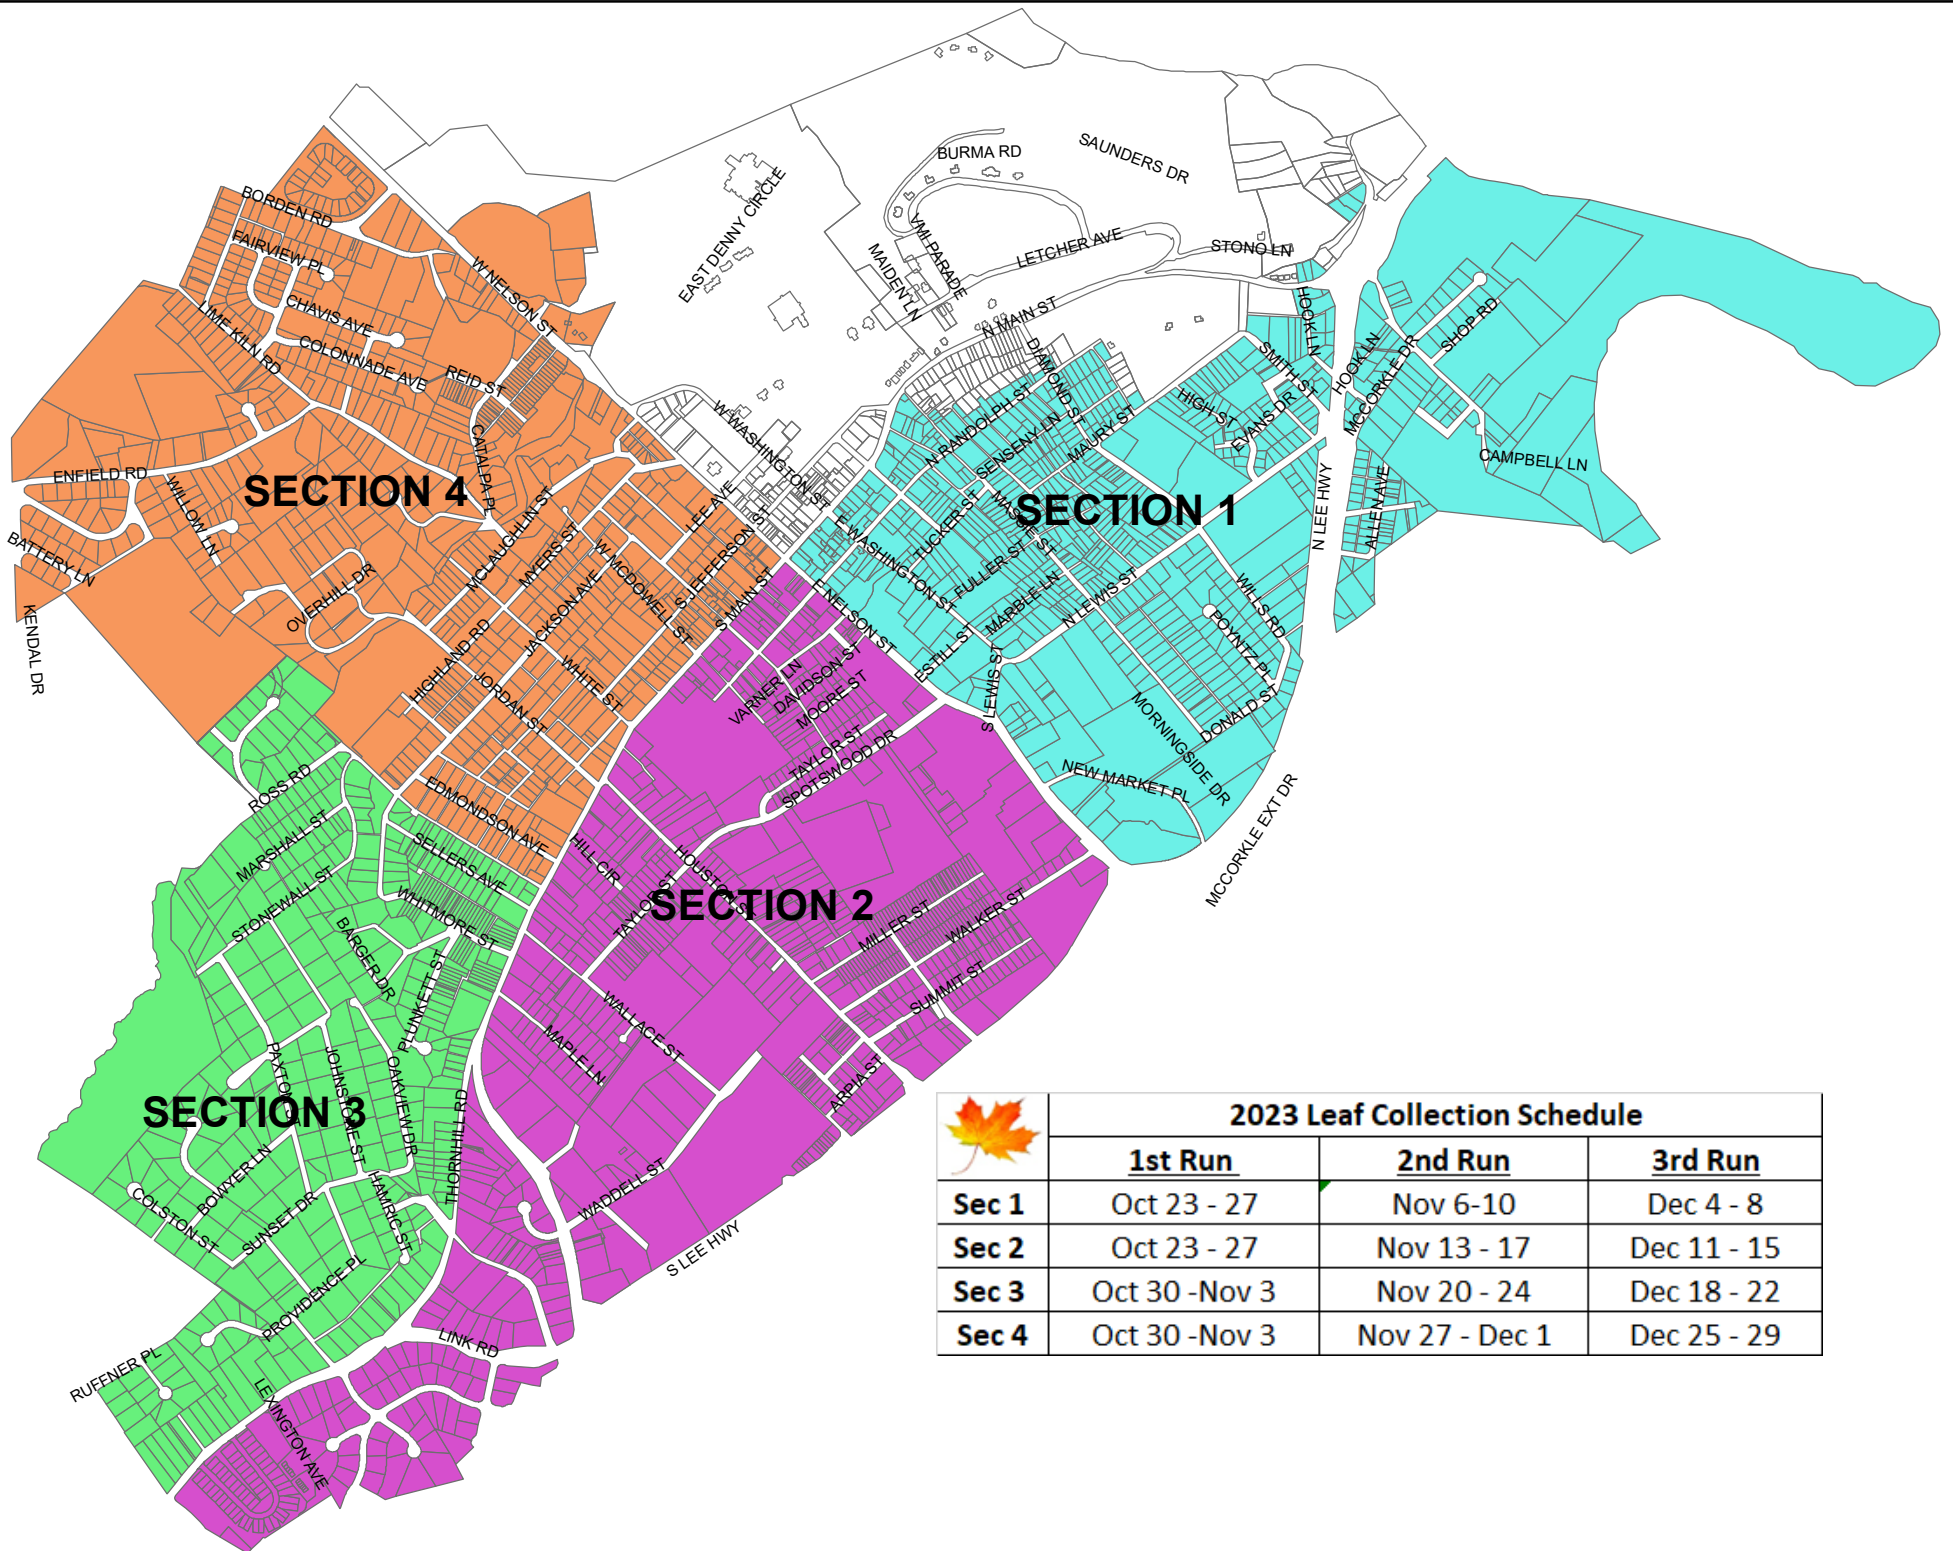 BURMA RD
SAUNDERS DR
EAST DENNY CIRCLE
BORDEN RD
FAIRVIEW PL
VMI PARADE
MAIDEN LN
LETCHER AVE
STONO LN
W NELSON ST
CHAVIS AVE
LIME KILN RD
COLONNADE AVE
REID ST
N MAIN ST
HOOK LN
SHOP RD
DIAMOND ST
SMITH ST
HOOK LN
MCCORKLE DR
W WASHINGTON ST
N RANDOLPH ST
SENSENY LN
MAURY ST
HIGH ST
EVANS DR
CAMPBELL LN
ENFIELD RD
SECTION 4
CATALPA PL
WILLOW LN
MCLAUGHLIN ST
LEE AVE
SECTION 1
N LEE HWY
ALLEN AVE
BATTERY LN
MYERS ST
W MCDOWELL ST
S JEFFERSON ST
E WASHINGTON ST
TUCKER ST
MASSIE ST
FULLER ST
MARBLE LN
N LEWIS ST
WILLS RD
POYNTZ PL
KENDAL DR
OVERHILL DR
JACKSON AVE
S MAIN ST
E NELSON ST
ESTILL ST
HIGHLAND RD
JORDAN ST
WHITE ST
VARNER LN
DAVIDSON ST
MOORE ST
S LEWIS ST
MORNINGSIDE DR
DONALD ST
TAYLOR ST
SPOTSWOOD DR
NEW MARKET PL
MCCORKLE EXT DR
ROSS RD
EDMONDSON AVE
MARSHALL ST
SELLERS AVE
HILL CIR
HOUSTON ST
STONEWALL ST
WHITMORE ST
TAYLOR ST
SECTION 2
MILLER ST
WALKER ST
BARGER DR
PLUNKETT ST
SUMMIT ST
WALLACE ST
MAPLE LN
ARPIA ST
PAXTON ST
JOHNSTONE ST
OAKVIEW DR
SECTION 3
THORNHILL RD
BOWYER LN
COLSTON ST
SUNSET DR
HAMRIC ST
WADDELL ST
S LEE HWY
PROVIDENCE PL
LINK RD
RUFFNER PL
LEXINGTON AVE
2023 Leaf Collection Schedule
1st Run 2nd Run 3rd Run
Sec 1 Oct 23 - 27 Nov 6-10 Dec 4 - 8
Sec 2 Oct 23 - 27 Nov 13 - 17 Dec 11 - 15
Sec 3 Oct 30 -Nov 3 Nov 20 - 24 Dec 18 - 22
Sec 4 Oct 30 -Nov 3 Nov 27 - Dec 1 Dec 25 - 29